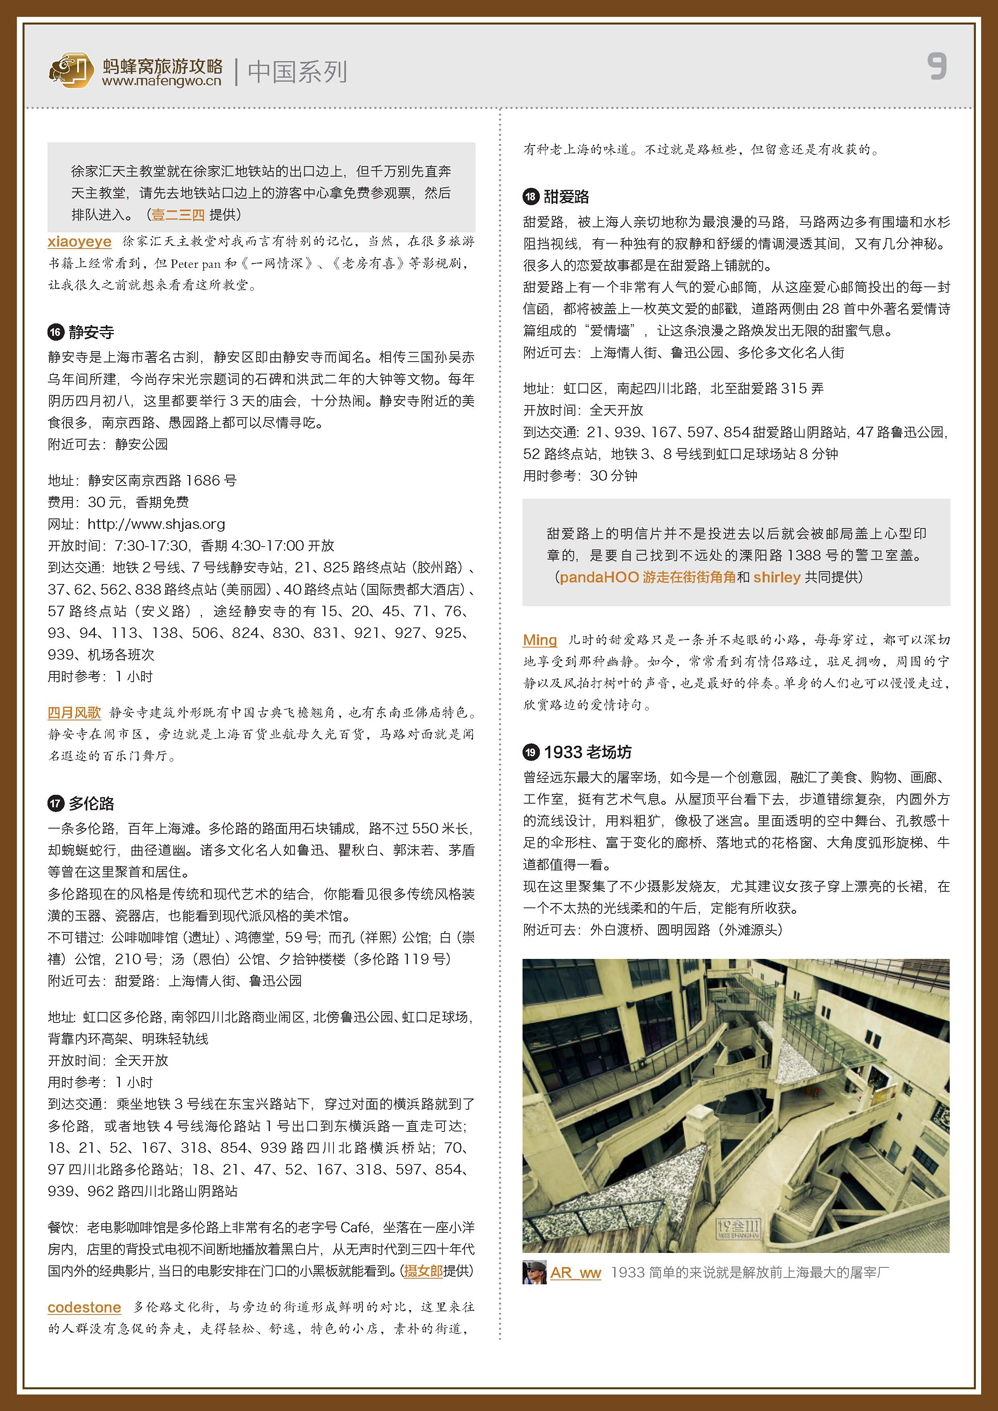 蚂蜂窝旅游攻略
www.mafengwo.cn
中国系列
9
徐家汇天主教堂就在徐家汇地铁站的出口边上，但千万别先直奔
天主教堂，请先去地铁站口边上的游客中心拿免费参观票，然后
排队进入。（壹二三四 提供）
xiaoyeye 徐家汇天主教堂对我而言有特别的记忆，当然，在很多旅游
书籍上经常看到，但 Peter pan 和《一网情深》、《老房有喜》等影视剧，
让我很久之前就想来看看这所教堂。
16 静安寺
静安寺是上海市著名古刹，静安区即由静安寺而闻名。相传三国孙吴赤
乌年间所建，今尚存宋光宗题词的石碑和洪武二年的大钟等文物。每年
阴历四月初八，这里都要举行 3 天的庙会，十分热闹。静安寺附近的美
食很多，南京西路、愚园路上都可以尽情寻吃。
附近可去：静安公园
地址：静安区南京西路 1686 号
费用：30 元，香期免费
网址：http://www.shjas.org
开放时间：7:30-17:30，香期 4:30-17:00 开放
到达交通：地铁 2 号线、7 号线静安寺站，21、825 路终点站（胶州路）、
37、62、562、838 路终点站（美丽园）、40 路终点站（国际贵都大酒店）、
57 路终点站（安义路），途经静安寺的有 15、20、45、71、76、
93、94、113、138、506、824、830、831、921、927、925、
939、机场各班次
用时参考：1 小时
四月风歌 静安寺建筑外形既有中国古典飞檐翘角，也有东南亚佛庙特色。
静安寺在闹市区，旁边就是上海百货业航母久光百货，马路对面就是闻
名遐迩的百乐门舞厅。
17 多伦路
一条多伦路，百年上海滩。多伦路的路面用石块铺成，路不过 550 米长，
却蜿蜒蛇行，曲径道幽。诸多文化名人如鲁迅、瞿秋白、郭沫若、茅盾
等曾在这里聚首和居住。
多伦路现在的风格是传统和现代艺术的结合，你能看见很多传统风格装
潢的玉器、瓷器店，也能看到现代派风格的美术馆。
不可错过：公啡咖啡馆（遗址）、鸿德堂，59 号；而孔（祥熙）公馆；白（崇
禧）公馆，210 号；汤（恩伯）公馆、夕拾钟楼楼（多伦路 119 号）
附近可去：甜爱路：上海情人街、鲁迅公园
地址：虹口区多伦路，南邻四川北路商业闹区，北傍鲁迅公园、虹口足球场，
背靠内环高架、明珠轻轨线
开放时间：全天开放
用时参考：1 小时
到达交通：乘坐地铁 3 号线在东宝兴路站下，穿过对面的横浜路就到了
多伦路，或者地铁 4 号线海伦路站 1 号出口到东横浜路一直走可达；
18、21、52、167、318、854、939 路四川北路横浜桥站；70、
97 四川北路多伦路站；18、21、47、52、167、318、597、854、
939、962 路四川北路山阴路站
餐饮：老电影咖啡馆是多伦路上非常有名的老字号 Café，坐落在一座小洋
房内，店里的背投式电视不间断地播放着黑白片，从无声时代到三四十年代
国内外的经典影片，当日的电影安排在门口的小黑板就能看到。（摄女郎提供）
codestone 多伦路文化街，与旁边的街道形成鲜明的对比，这里来往
的人群没有急促的奔走，走得轻松、舒逸，特色的小店，素朴的街道，
有种老上海的味道。不过就是路短些，但留意还是有收获的。
18 甜爱路
甜爱路，被上海人亲切地称为最浪漫的马路，马路两边多有围墙和水杉
阻挡视线，有一种独有的寂静和舒缓的情调浸透其间，又有几分神秘。
很多人的恋爱故事都是在甜爱路上铺就的。
甜爱路上有一个非常有人气的爱心邮筒，从这座爱心邮筒投出的每一封
信函，都将被盖上一枚英文爱的邮戳，道路两侧由 28 首中外著名爱情诗
篇组成的“爱情墙”，让这条浪漫之路焕发出无限的甜蜜气息。
附近可去：上海情人街、鲁迅公园、多伦多文化名人街
地址：虹口区，南起四川北路，北至甜爱路 315 弄
开放时间：全天开放
到达交通：21、939、167、597、854 甜爱路山阴路站，47 路鲁迅公园，
52 路终点站，地铁 3、8 号线到虹口足球场站 8 分钟
用时参考：30 分钟
甜爱路上的明信片并不是投进去以后就会被邮局盖上心型印
章的，是要自己找到不远处的溧阳路 1388 号的警卫室盖。
（pandaHOO 游走在街街角角和 shirley 共同提供）
Ming 儿时的甜爱路只是一条并不起眼的小路，每每穿过，都可以深切
地享受到那种幽静。如今，常常看到有情侣路过，驻足拥吻，周围的宁
静以及风拍打树叶的声音，也是最好的伴奏。单身的人们也可以慢慢走过，
欣赏路边的爱情诗句。
19 1933 老场坊
曾经远东最大的屠宰场，如今是一个创意园，融汇了美食、购物、画廊、
工作室，挺有艺术气息。从屋顶平台看下去，步道错综复杂，内圆外方
的流线设计，用料粗犷，像极了迷宫。里面透明的空中舞台、孔教感十
足的伞形柱、富于变化的廊桥、落地式的花格窗、大角度弧形旋梯、牛
道都值得一看。
现在这里聚集了不少摄影发烧友，尤其建议女孩子穿上漂亮的长裙，在
一个不太热的光线柔和的午后，定能有所收获。
附近可去：外白渡桥、圆明园路（外滩源头）
1933 SHANGHAI
AR_ww 1933 简单的来说就是解放前上海最大的屠宰厂